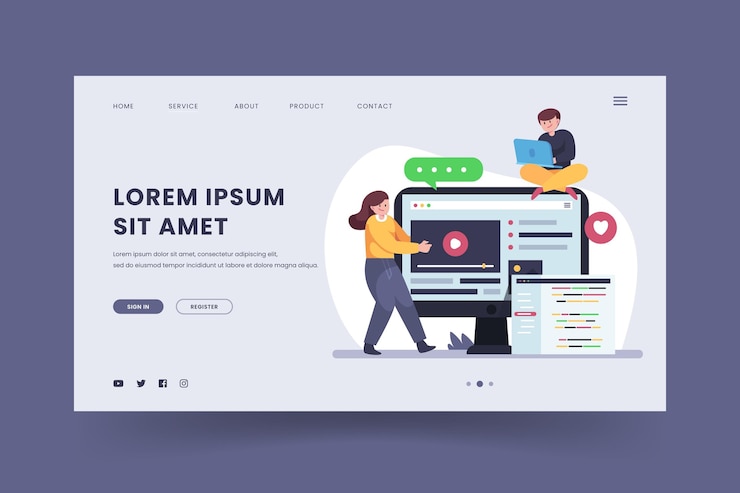 HOME SERVICE ABOUT PRODUCT CONTACT
LOREM IPSUM
SIT AMET
Lorem ipsum dolor sit amet, consectetur adipiscing elit,
sed do eiusmod tempor incididunt ut labore et dolore magna aliqua.
SIGN IN REGISTER